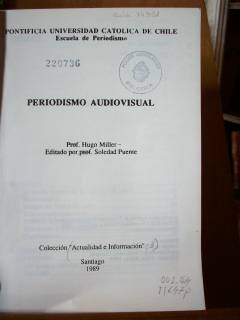 PONTIFICIA UNIVERSIDAD CATOLICA DE CHILE
Escuela de Periodismo
220736
PERIODISMO AUDIOVISUAL
Prof. Hugo Miller
Editado por prof. Soledad Puente
Colección "Actualidad e Información"
Santiago
1989